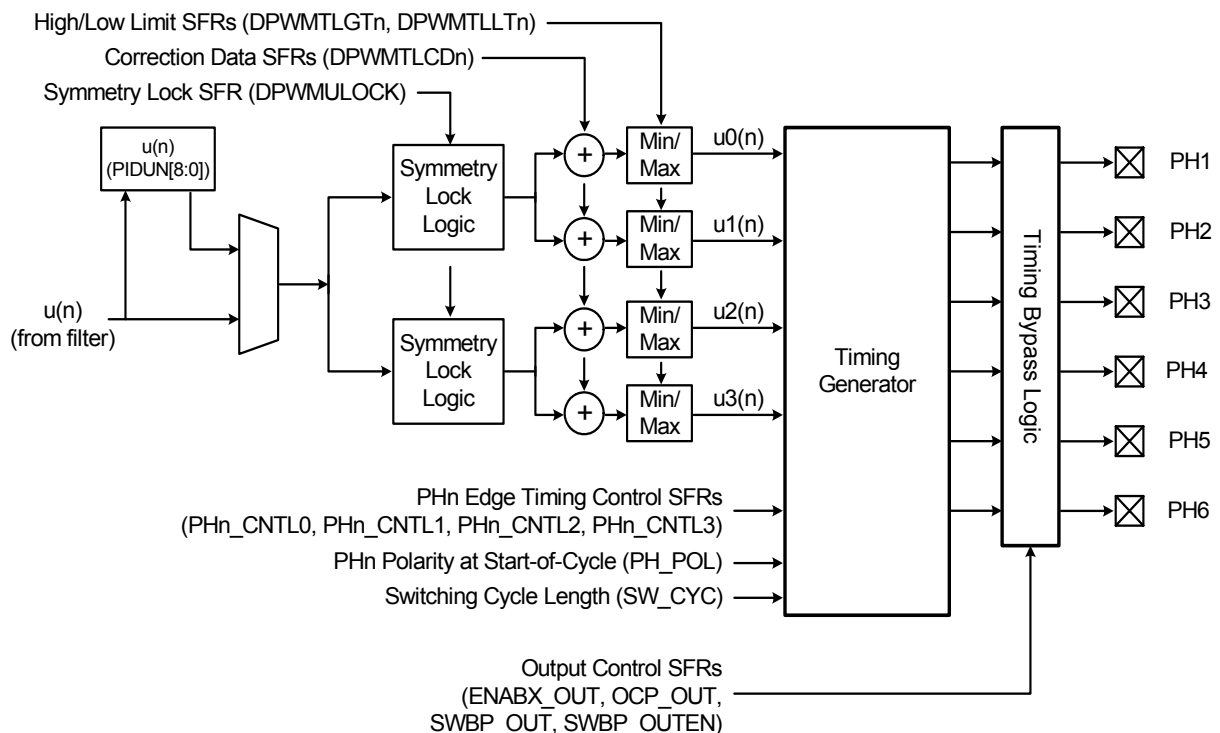 High/Low Limit SFRs (DPWMTLGTn, DPWMTLLTn)
Correction Data SFRs (DPWMTLCDn)
Symmetry Lock SFR (DPWMULOCK)
u(n)
(PIDUN[8:0])
u(n)
(from filter)
Symmetry
Lock
Logic
Symmetry
Lock
Logic
+
+
+
+
Min/
Max
Min/
Max
Min/
Max
Min/
Max
u0(n)
u1(n)
u2(n)
u3(n)
PHn Edge Timing Control SFRs
(PHn_CNTL0, PHn_CNTL1, PHn_CNTL2, PHn_CNTL3)
PHn Polarity at Start-of-Cycle (PH_POL)
Switching Cycle Length (SW_CYC)
Timing
Generator
Timing Bypass Logic
PH1
PH2
PH3
PH4
PH5
PH6
Output Control SFRs
(ENABX_OUT, OCP_OUT,
SWBP_OUT, SWBP_OUTEN)